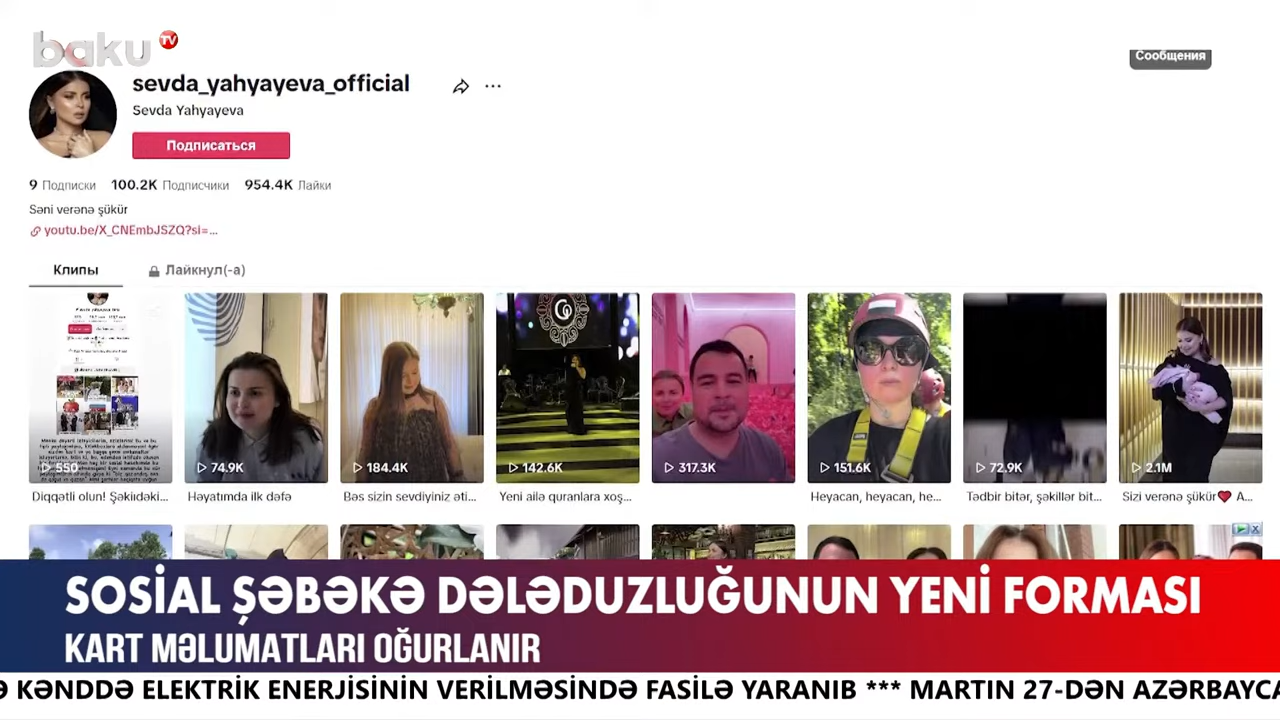 baku TV
Сообщения
sevda_yahyayeva_official
Sevda Yahyayeva
Подписаться
9 Подписки 100.2K Подписчики 954.4K Лайки
Səni verənə şükür
youtu.be/X_CNEmbJSZQ?si=...
Клипы Лайкнул(-а)
550 74.9K 184.4K 142.6K 317.3K 151.6K 72.9K 2.1M
Diqqətli olun! Şəkidəki... Həyatımda ilk dəfə Bəs sizin sevdiyiniz əti... Yeni ailə quranlara xoş... Heyacan, heyacan, he... Tədbir bitər, şəkillər bit... Sizi verənə şükür❤️ A...
SOSİAL ŞƏBƏKƏ DƏLƏDUZLUĞUNUN YENİ FORMASI
KART MƏLUMATLARI OĞURLANIR
Ə KƏNDDƏ ELEKTRİK ENERJİSİNİN VERİLMƏSİNDƏ FASİLƏ YARANIB *** MARTIN 27-DƏN AZƏRBAYCA